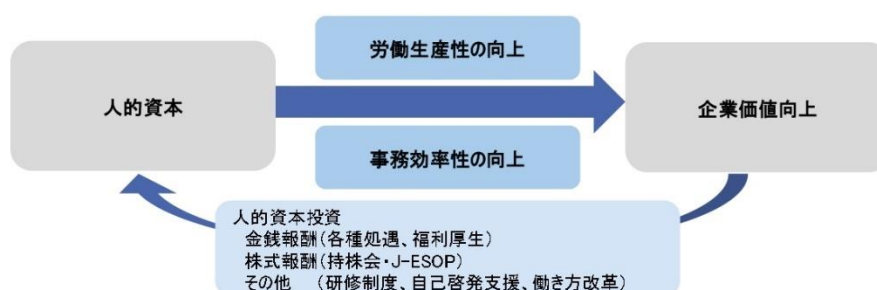 労働生産性の向上
人的資本
企業価値向上
事務効率性の向上
人的資本投資
金銭報酬(各種処遇、福利厚生)
株式報酬(持株会・J-ESOP)
その他　(研修制度、自己啓発支援、働き方改革)